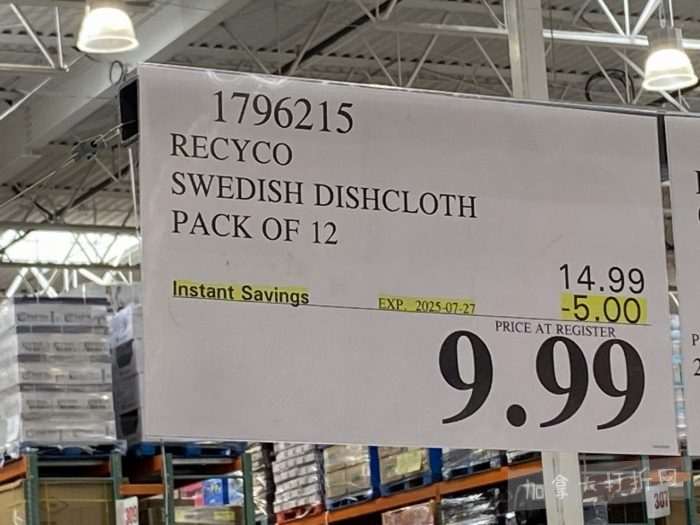 1796215
RECYCO
SWEDISH DISHCLOTH
PACK OF 12
14.99
Instant Savings EXP. 2025-07-27 -5.00
PRICE AT REGISTER
9.99
307